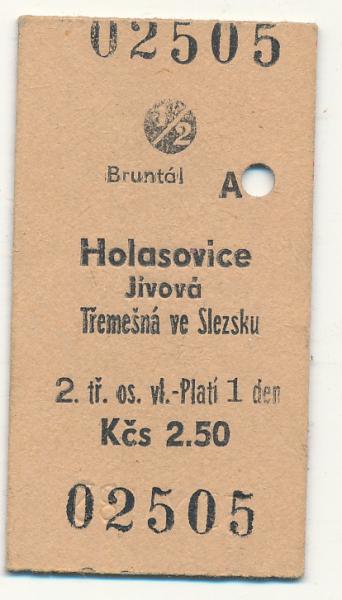 02505
1/2
Bruntál A
Holasovice
Jívová
Třemešná ve Slezsku
2. tř. os. vl.-Platí 1 den
Kčs 2.50
02505